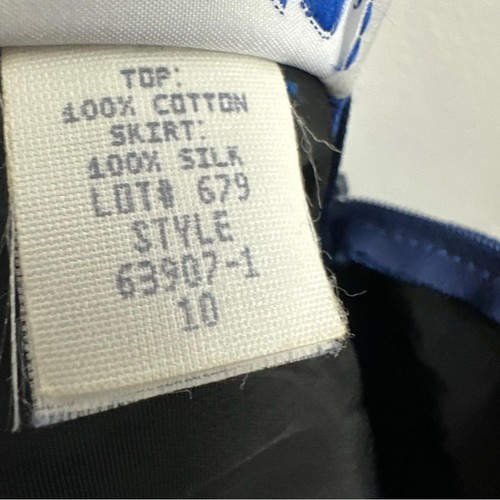 TOP:
100% COTTON
SKIRT:
100% SILK
LOT# 679
STYLE
63907-1
10